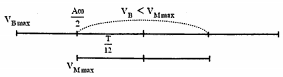 Aω/2 V_B < V_Mmax
V_Bmax
T/12
V_Mmax